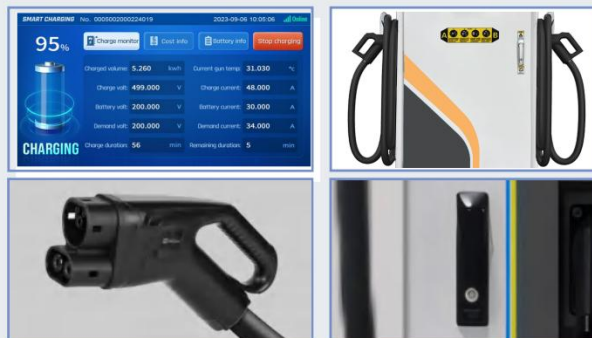 SMART CHARGING No. 0005002000224019 2023-09-06 10:05:06 Online
95% Charge monitor Cost info Battery info Stop charging
Charged volume: 5.260 kw/h Current gun temp: 31.030 ℃
Charge volt: 499.000 V Charge current: 48.000 A
Battery volt: 200.000 V Battery current: 30.000 A
Demand volt: 200.000 V Demand current: 34.000 A
CHARGING Charge duration: 56 min Remaining duration: 5 min
A B